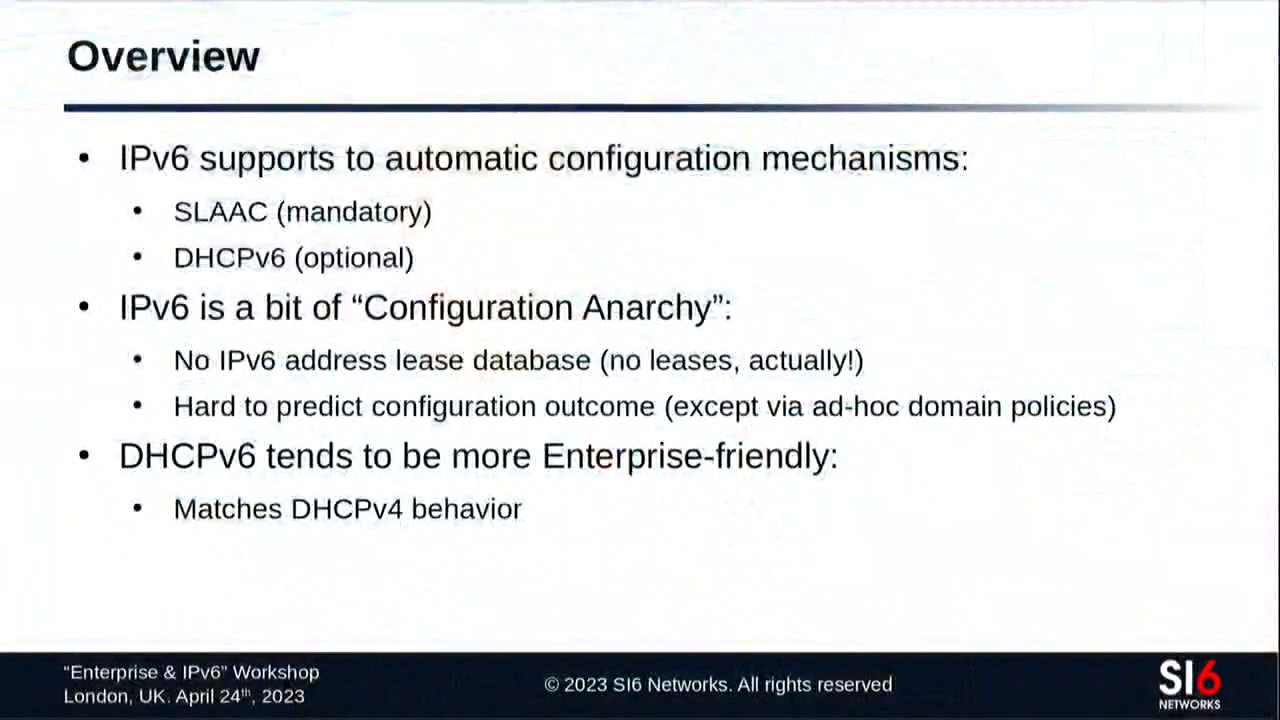 Overview
• IPv6 supports to automatic configuration mechanisms:
• SLAAC (mandatory)
• DHCPv6 (optional)
• IPv6 is a bit of “Configuration Anarchy”:
• No IPv6 address lease database (no leases, actually!)
• Hard to predict configuration outcome (except via ad-hoc domain policies)
• DHCPv6 tends to be more Enterprise-friendly:
• Matches DHCPv4 behavior
“Enterprise & IPv6” Workshop
London, UK. April 24th, 2023
© 2023 SI6 Networks. All rights reserved
SI6
NETWORKS